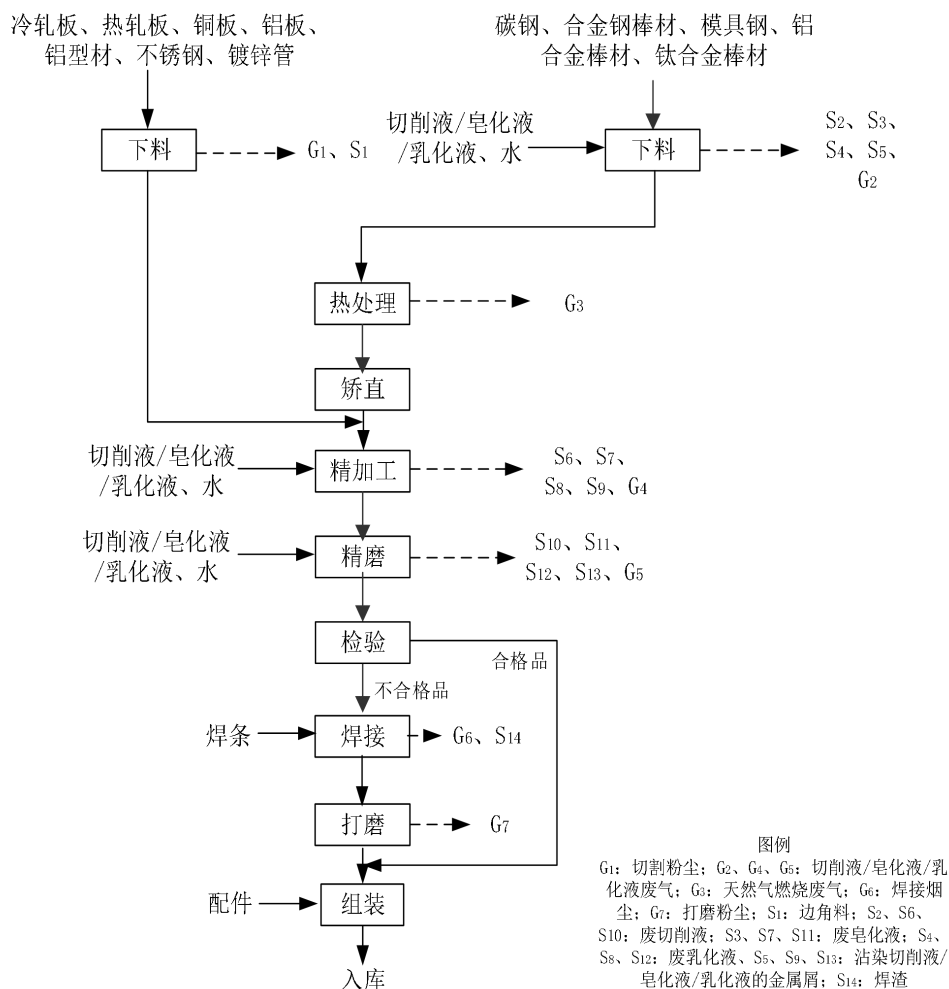 冷轧板、热轧板、铜板、铝板、
铝型材、不锈钢、镀锌管
碳钢、合金钢棒材、模具钢、铝
合金棒材、钛合金棒材
下料
G1、S1
切削液/皂化液
/乳化液、水
下料
S2、S3、
S4、S5、
G2
热处理
G3
矫直
切削液/皂化液
/乳化液、水
精加工
S6、S7、
S8、S9、G4
切削液/皂化液
/乳化液、水
精磨
S10、S11、
S12、S13、G5
检验
合格品
不合格品
焊条
焊接
G6、S14
打磨
G7
配件
组装
入库
图例
G1：切割粉尘；G2、G4、G5：切削液/皂化液/乳
化液废气；G3：天然气燃烧废气；G6：焊接烟
尘；G7：打磨粉尘；S1：边角料；S2、S6、
S10：废切削液；S3、S7、S11：废皂化液；S4、
S8、S12：废乳化液、S5、S9、S13：沾染切削液/
皂化液/乳化液的金属屑；S14：焊渣